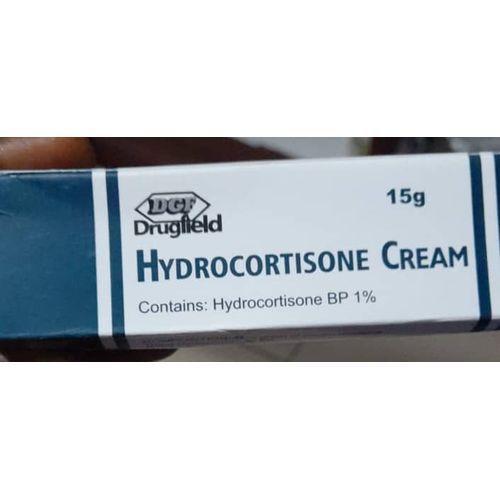 DGF
Drugfield
15g
HYDROCORTISONE CREAM
Contains: Hydrocortisone BP 1%